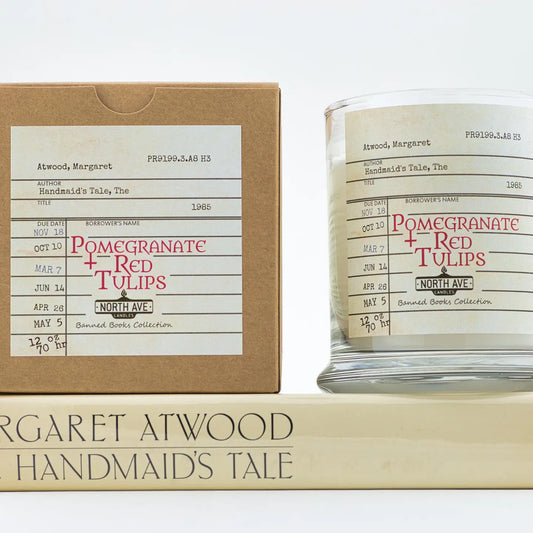 Atwood, Margaret PR9199.3.A8 H3
AUTHOR
Handmaid's Tale, The
TITLE
1985
DUE DATE BORROWER'S NAME
NOV 18
OCT 10
MAR 7
JUN 14
APR 26
MAY 5
12 oz
70 hr
POMEGRANATE
+ RED
TULIPS
NORTH AVE
CANDLES
Banned Books Collection
Atwood, Margaret PR9199.3.A8 H3
AUTHOR
Handmaid's Tale, The
TITLE
1985
DUE DATE BORROWER'S NAME
NOV 18
OCT 10
MAR 7
JUN 14
APR 26
MAY 5
12 oz
70 hr
POMEGRANATE
+ RED
TULIPS
NORTH AVE
CANDLES
Banned Books Collection
RGARET ATWOOD
HANDMAID'S TALE